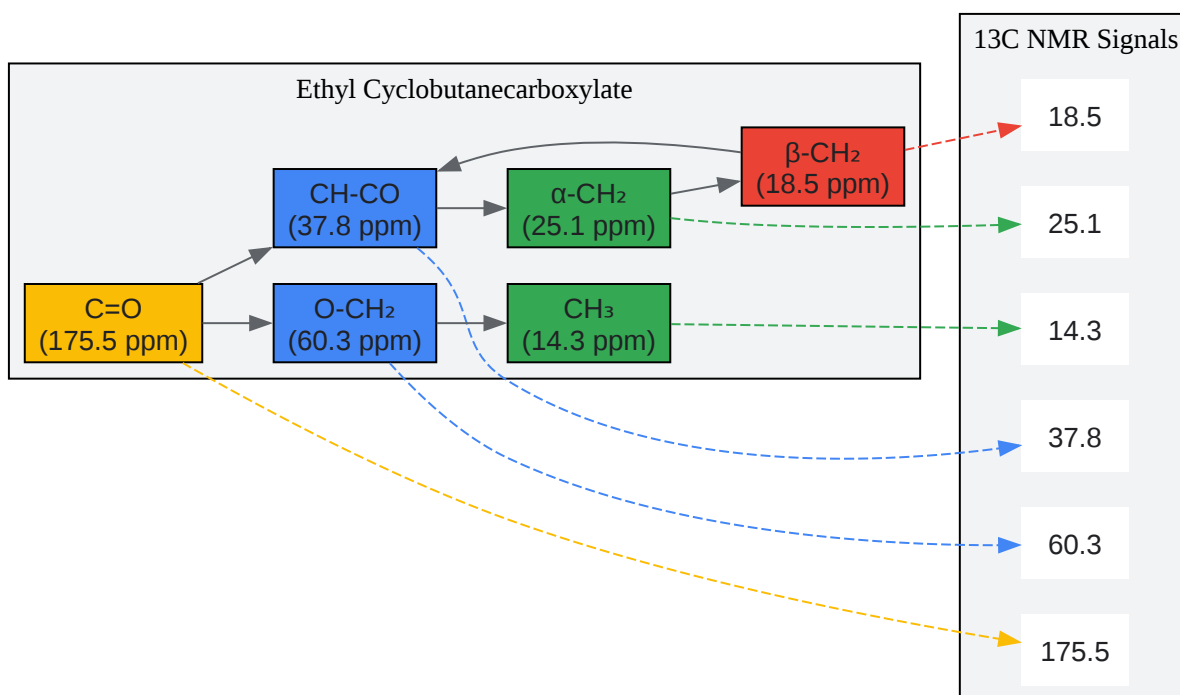 13C NMR Signals
Ethyl Cyclobutanecarboxylate
β-CH₂
(18.5 ppm)
CH-CO
(37.8 ppm)
α-CH₂
(25.1 ppm)
C=O
(175.5 ppm)
O-CH₂
(60.3 ppm)
CH₃
(14.3 ppm)
18.5
25.1
14.3
37.8
60.3
175.5